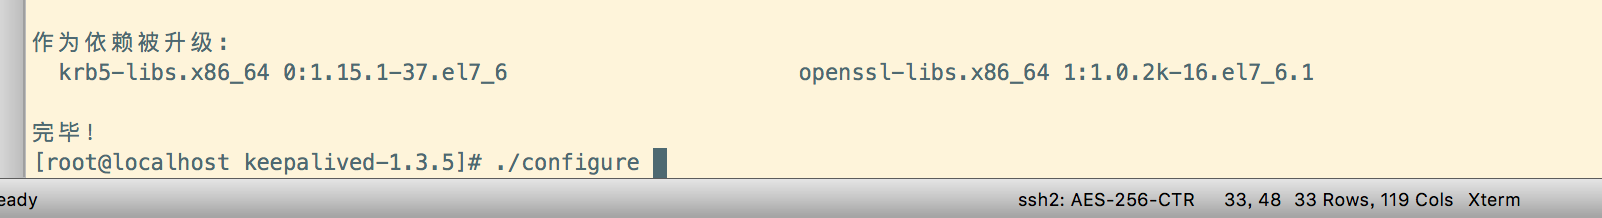 作为依赖被升级:
krb5-libs.x86_64 0:1.15.1-37.el7_6 openssl-libs.x86_64 1:1.0.2k-16.el7_6.1
完毕!
[root@localhost keepalived-1.3.5]# ./configure
eady ssh2: AES-256-CTR 33, 48 33 Rows, 119 Cols Xterm